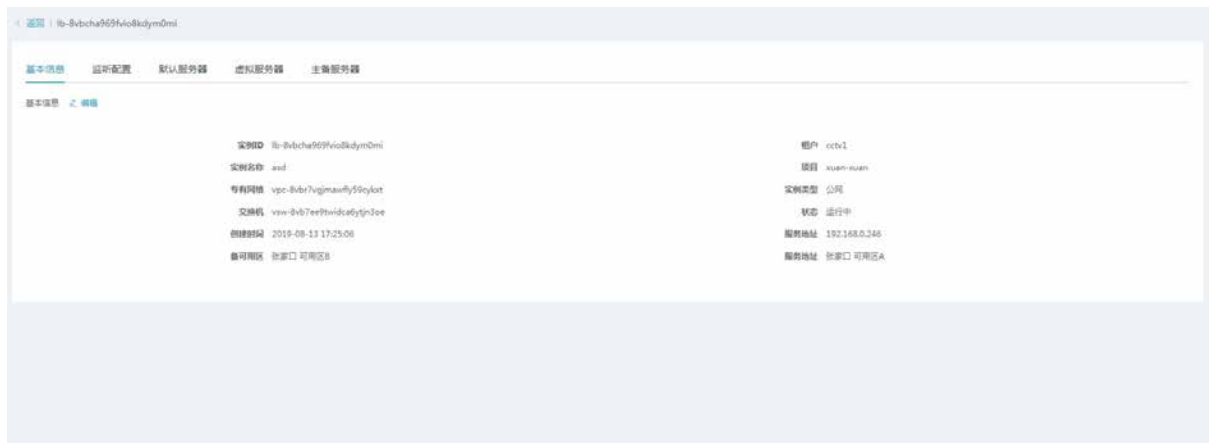 < 返回 | lb-8vbcha969fvio8kdym0mi
基本信息 监听配置 默认服务器 虚拟服务器 主备服务器
基本信息 编辑
实例ID lb-8vbcha969fvio8kdym0mi 租户 cctv1
实例名称 asd 项目 xuan-xuan
专有网络 实例类型 公网
交换机 vsw-8vb7ee9twidca6ytjn3oe 状态 运行中
创建时间 2019-08-13 17:25:06 服务地址 192.168.0.246
备可用区 张家口 可用区B 服务地址 张家口 可用区A